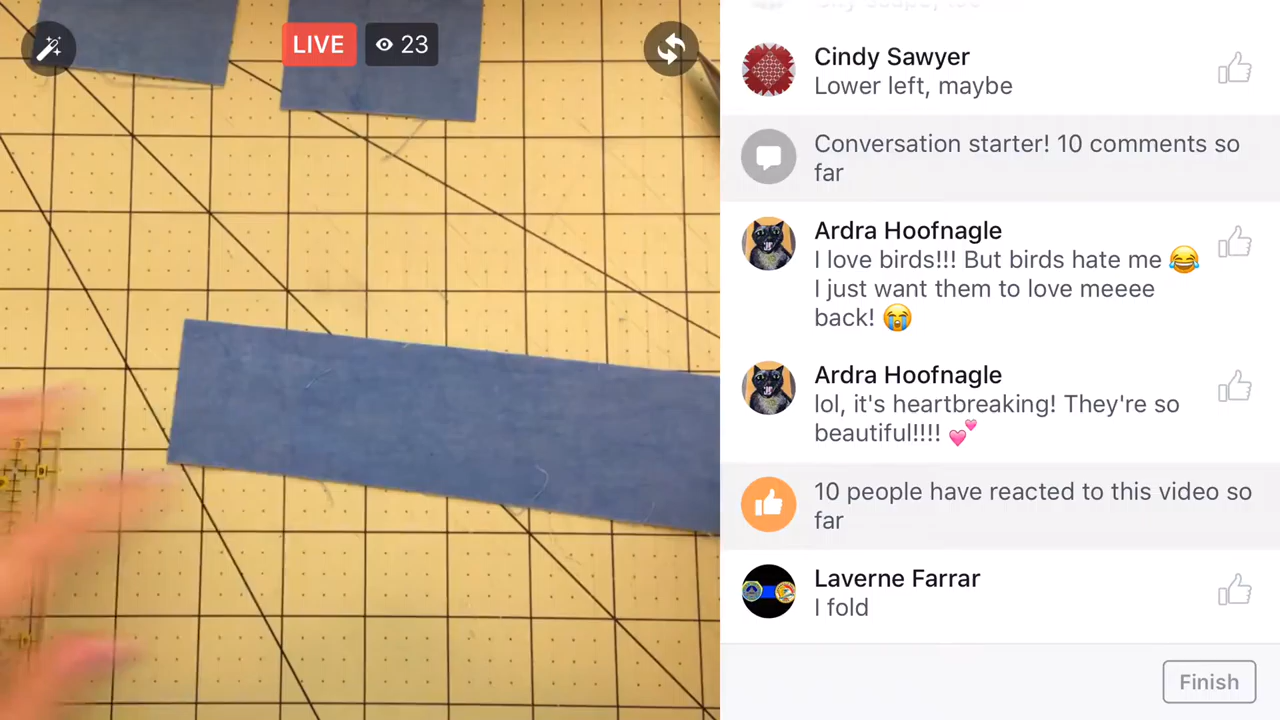 LIVE
23
Cindy Sawyer
Lower left, maybe
Conversation starter! 10 comments so
far
Ardra Hoofnagle
I love birds!!! But birds hate me 😂
I just want them to love meeee
back! 😭
Ardra Hoofnagle
lol, it's heartbreaking! They're so
beautiful!!!! 💕
10 people have reacted to this video so
far
Laverne Farrar
I fold
Finish